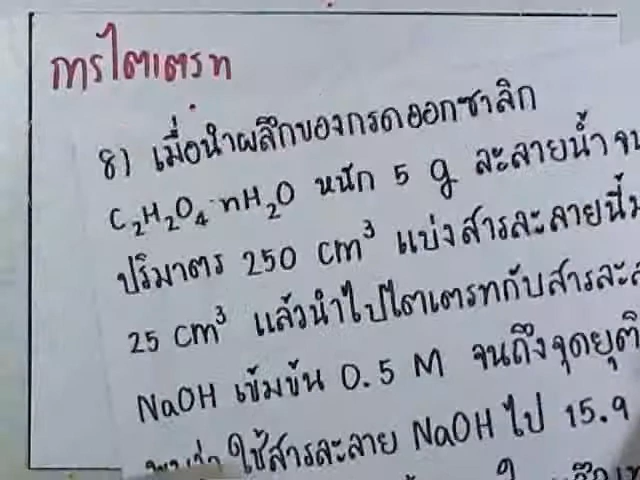 การไตเตรท
8) เมื่อนำผลึกของกรดออกซาลิก
C₂H₂O₄·nH₂O หนัก 5 g ละลายน้ำจน
ปริมาตร 250 cm³ แบ่งสารละลายนี้ม
25 cm³ แล้วนำไปไตเตรทกับสารละล
NaOH เข้มข้น 0.5 M จนถึงจุดยุติ
ใช้สารละลาย NaOH ไป 15.9